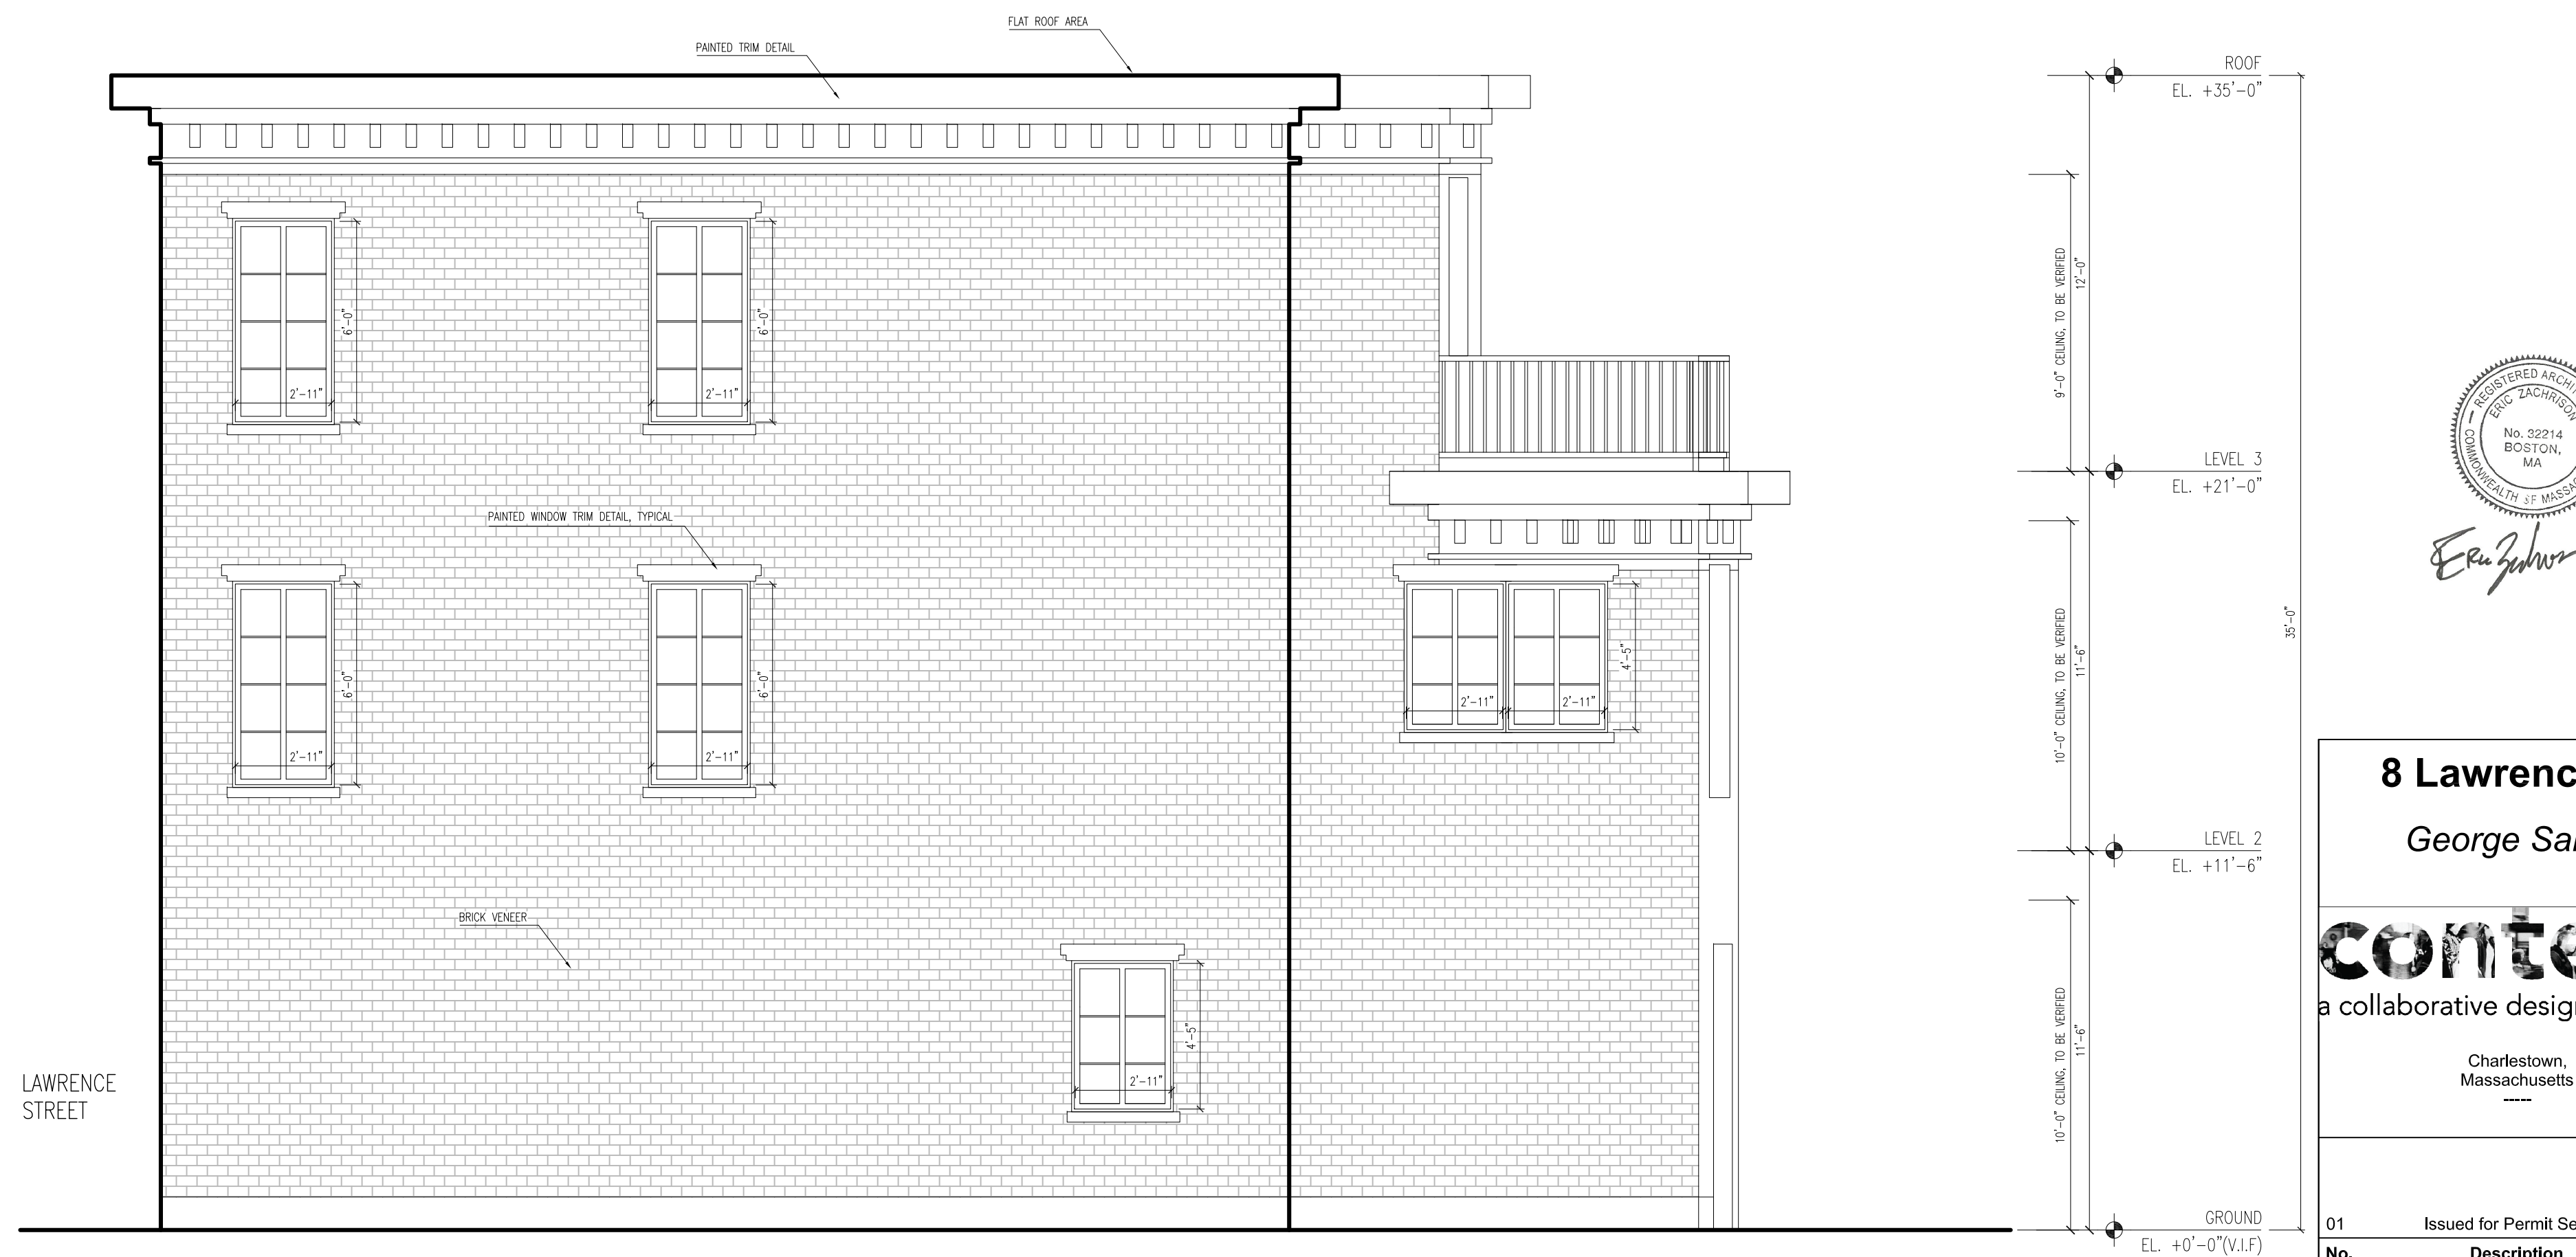 FLAT ROOF AREA
PAINTED TRIM DETAIL
ROOF
EL. +35'-0"
9'-0" CEILING, TO BE VERIFIED
12'-0"
6'-0"
6'-0"
2'-11"
2'-11"
REGISTERED
ERIC ZACHRISON
No. 32214
BOSTON,
MA
LEVEL 3
EL. +21'-0"
PAINTED WINDOW TRIM DETAIL, TYPICAL
10'-0" CEILING, TO BE VERIFIED
11'-6"
35'-0"
6'-0"
6'-0"
4'-5"
2'-11"
2'-11"
2'-11"
2'-11"
8 Lawrenc
George Sa
LEVEL 2
EL. +11'-6"
BRICK VENEER
a collaborative desig
10'-0" CEILING, TO BE VERIFIED
11'-6"
4'-5"
2'-11"
LAWRENCE
STREET
Charlestown,
Massachusetts
-----
GROUND
EL. +0'-0"(V.I.F)
01 Issued for Permit Se
No. Description